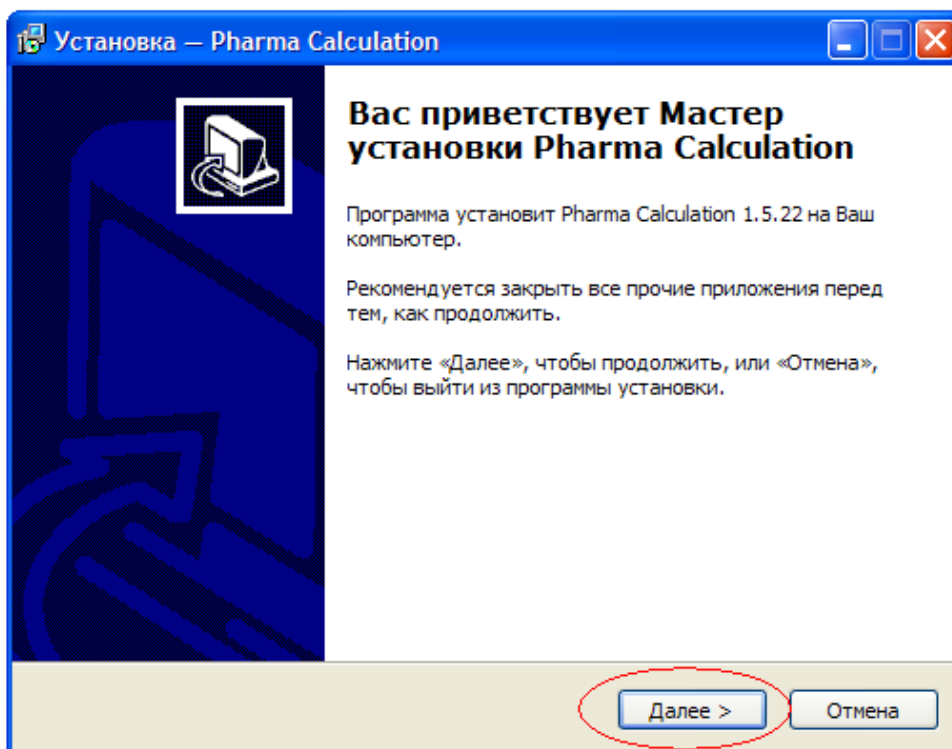 Установка — Pharma Calculation
Вас приветствует Мастер
установки Pharma Calculation
Программа установит Pharma Calculation 1.5.22 на Ваш
компьютер.
Рекомендуется закрыть все прочие приложения перед
тем, как продолжить.
Нажмите «Далее», чтобы продолжить, или «Отмена»,
чтобы выйти из программы установки.
Далее >
Отмена